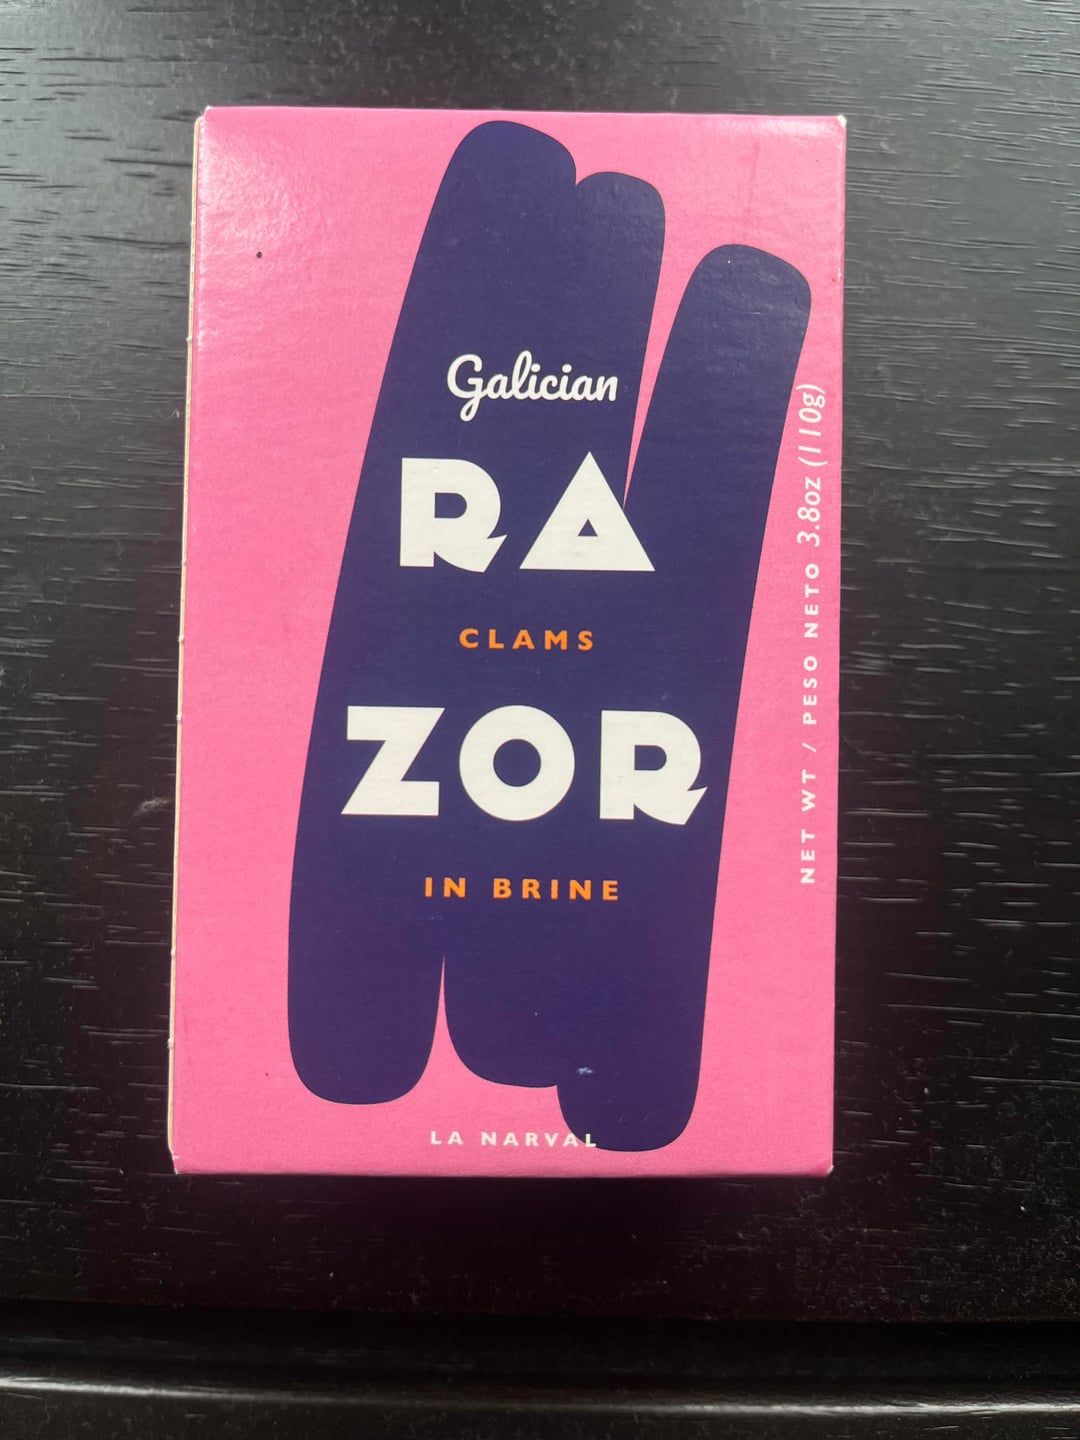 Galician
RA
CLAMS
ZOR
IN BRINE
NET WT / PESO NETO 3.8oz (110g)
LA NARVAL